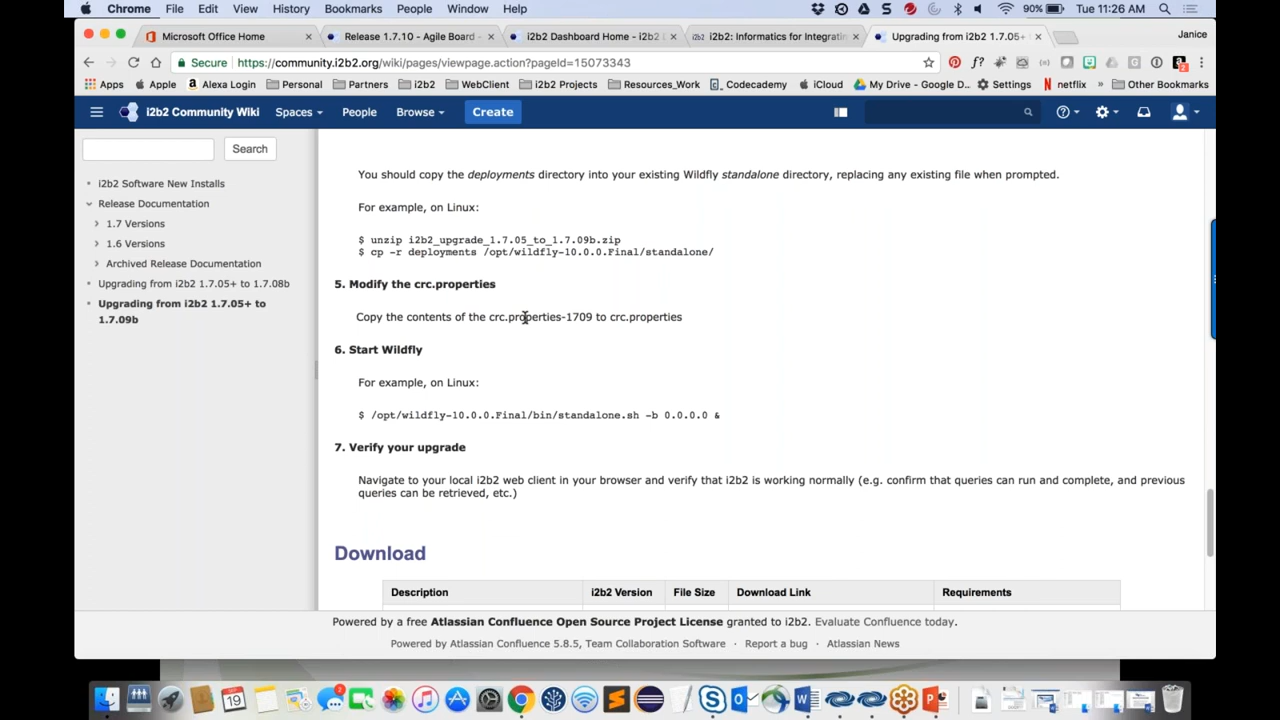 Chrome File Edit View History Bookmarks People Window Help 90% Tue 11:26 AM
Microsoft Office Home Release 1.7.10 - Agile Board - i2b2 Dashboard Home - i2b2 i2b2: Informatics for Integratin Upgrading from i2b2 1.7.05+ Janice
Secure https://community.i2b2.org/wiki/pages/viewpage.action?pageId=15073343
Apps Apple Alexa Login Personal Partners i2b2 WebClient i2b2 Projects Resources_Work Codecademy iCloud My Drive - Google D... Settings netflix » Other Bookmarks
i2b2 Community Wiki Spaces People Browse Create
Search
i2b2 Software New Installs
Release Documentation
1.7 Versions
1.6 Versions
Archived Release Documentation
Upgrading from i2b2 1.7.05+ to 1.7.08b
Upgrading from i2b2 1.7.05+ to
1.7.09b
You should copy the deployments directory into your existing Wildfly standalone directory, replacing any existing file when prompted.
For example, on Linux:
$ unzip i2b2_upgrade_1.7.05_to_1.7.09b.zip
$ cp -r deployments /opt/wildfly-10.0.0.Final/standalone/
5. Modify the crc.properties
Copy the contents of the crc.properties-1709 to crc.properties
6. Start Wildfly
For example, on Linux:
$ /opt/wildfly-10.0.0.Final/bin/standalone.sh -b 0.0.0.0 &
7. Verify your upgrade
Navigate to your local i2b2 web client in your browser and verify that i2b2 is working normally (e.g. confirm that queries can run and complete, and previous
queries can be retrieved, etc.)
Download
Description i2b2 Version File Size Download Link Requirements
Powered by a free Atlassian Confluence Open Source Project License granted to i2b2. Evaluate Confluence today.
Powered by Atlassian Confluence 5.8.5, Team Collaboration Software · Report a bug · Atlassian News
19